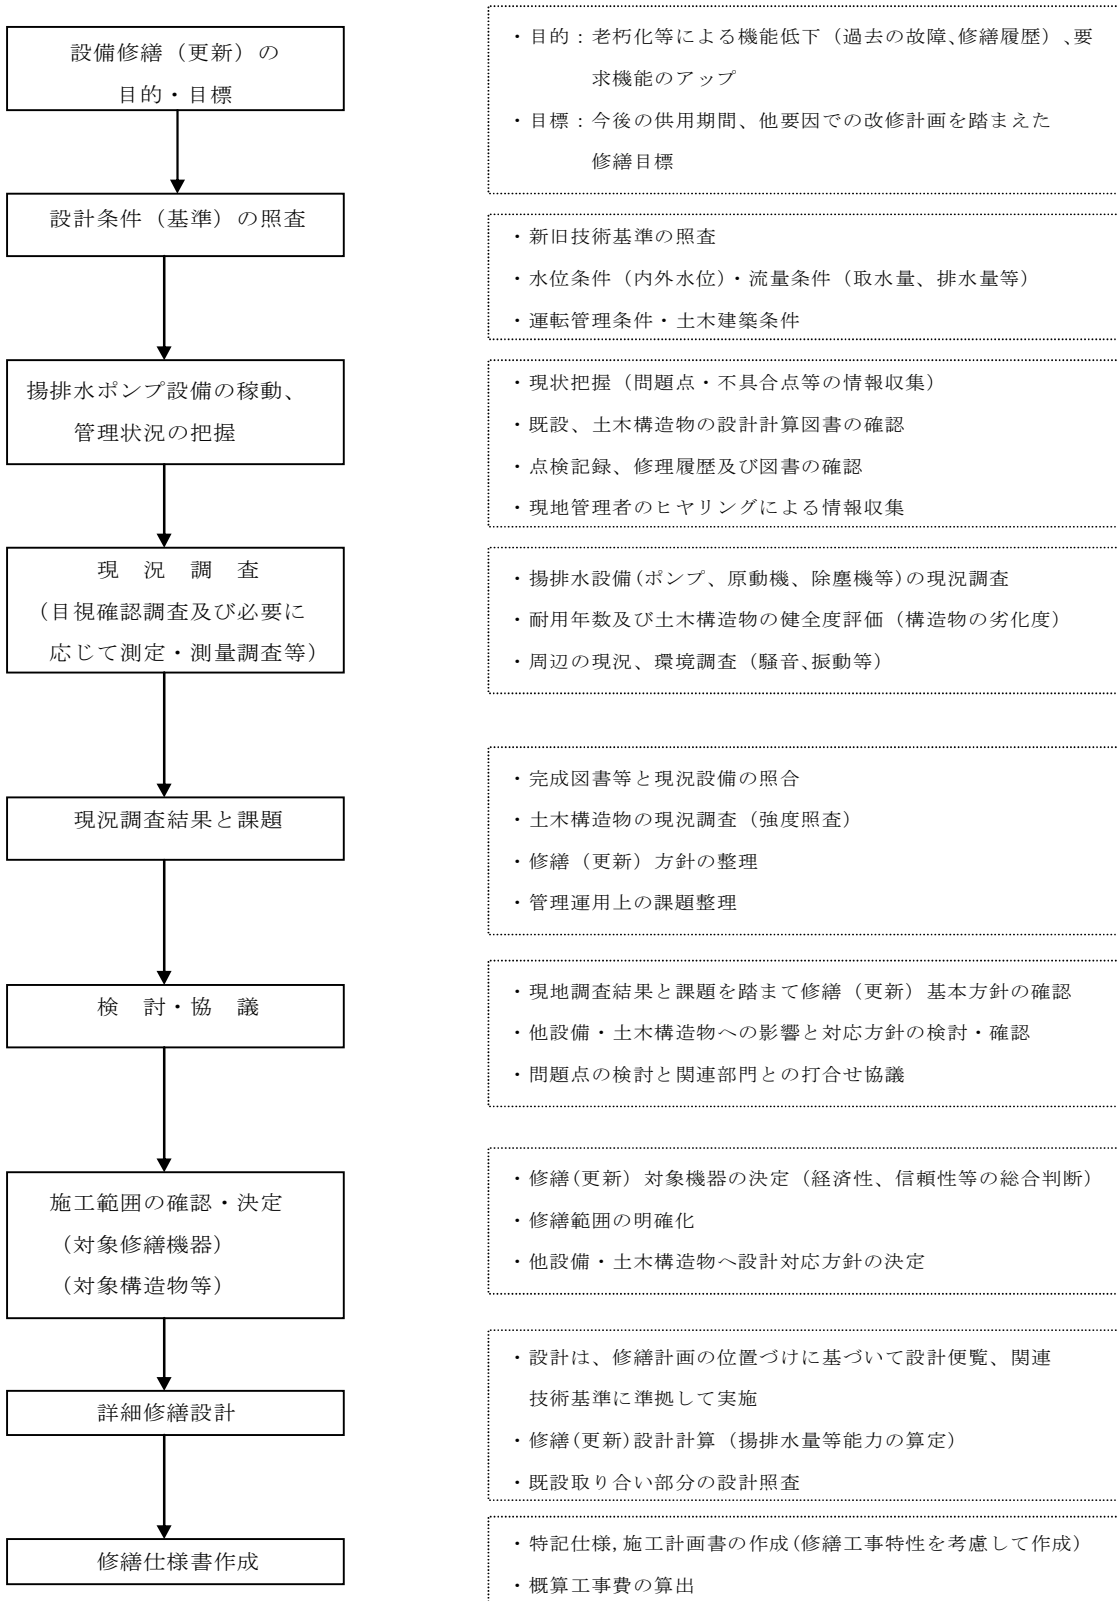 設備修繕（更新）の
目的・目標
・目的：老朽化等による機能低下（過去の故障、修繕履歴）、要
求機能のアップ
・目標：今後の供用期間、他要因での改修計画を踏まえた
修繕目標
設計条件（基準）の照査
・新旧技術基準の照査
・水位条件（内外水位）・流量条件（取水量、排水量等）
・運転管理条件・土木建築条件
揚排水ポンプ設備の稼動、
管理状況の把握
・現状把握（問題点・不具合点等の情報収集）
・既設、土木構造物の設計計算図書の確認
・点検記録、修理履歴及び図書の確認
・現地管理者のヒヤリングによる情報収集
現　況　調　査
（目視確認調査及び必要に
応じて測定・測量調査等）
・揚排水設備(ポンプ、原動機、除塵機等)の現況調査
・耐用年数及び土木構造物の健全度評価（構造物の劣化度）
・周辺の現況、環境調査（騒音、振動等）
現況調査結果と課題
・完成図書等と現況設備の照合
・土木構造物の現況調査（強度照査）
・修繕（更新）方針の整理
・管理運用上の課題整理
検　討・協　議
・現地調査結果と課題を踏まて修繕（更新）基本方針の確認
・他設備・土木構造物への影響と対応方針の検討・確認
・問題点の検討と関連部門との打合せ協議
施工範囲の確認・決定
（対象修繕機器）
（対象構造物等）
・修繕(更新）対象機器の決定（経済性、信頼性等の総合判断）
・修繕範囲の明確化
・他設備・土木構造物へ設計対応方針の決定
詳細修繕設計
・設計は、修繕計画の位置づけに基づいて設計便覧、関連
技術基準に準拠して実施
・修繕(更新)設計計算（揚排水量等能力の算定）
・既設取り合い部分の設計照査
修繕仕様書作成
・特記仕様,施工計画書の作成(修繕工事特性を考慮して作成)
・概算工事費の算出